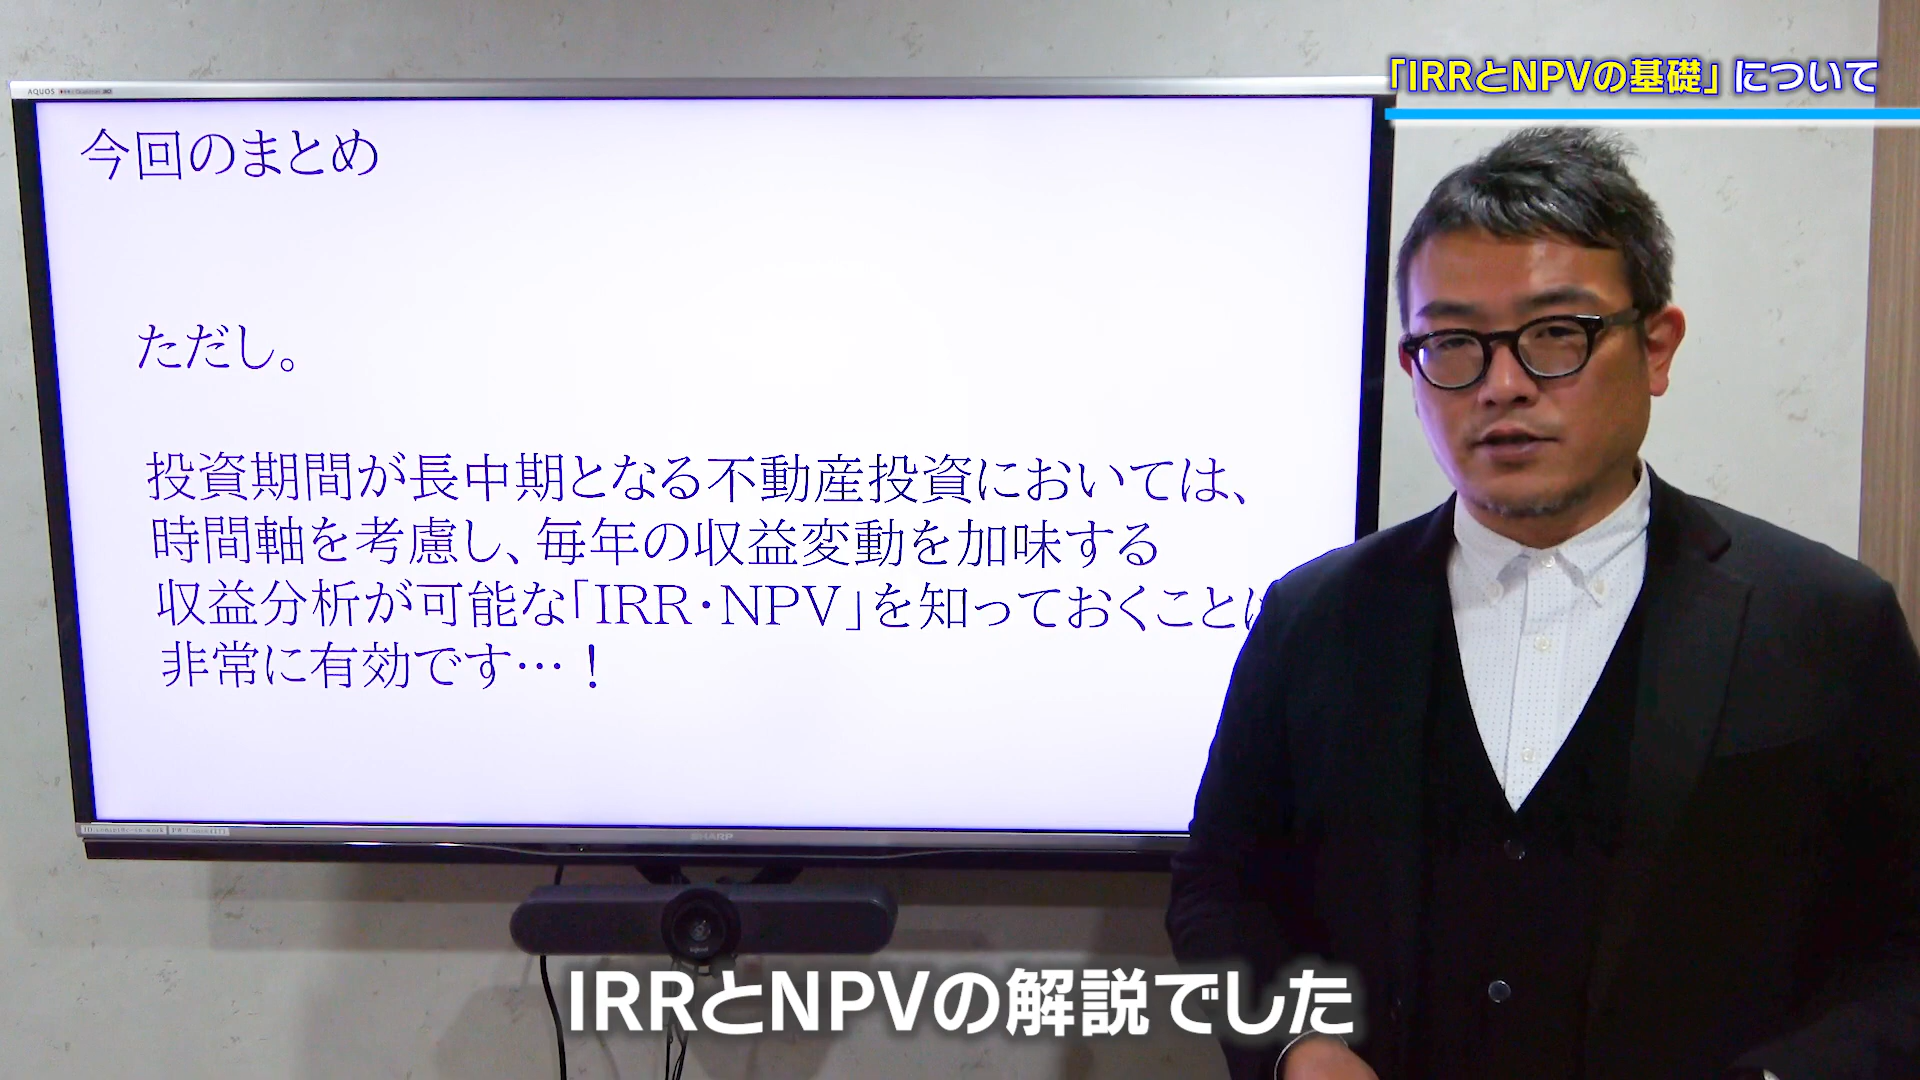 「IRRとNPVの基礎」について
AQUOS
今回のまとめ
ただし。
投資期間が長中期となる不動産投資においては、
時間軸を考慮し、毎年の収益変動を加味する
収益分析が可能な「IRR・NPV」を知っておくことは
非常に有効です…！
SHARP
IRRとNPVの解説でした